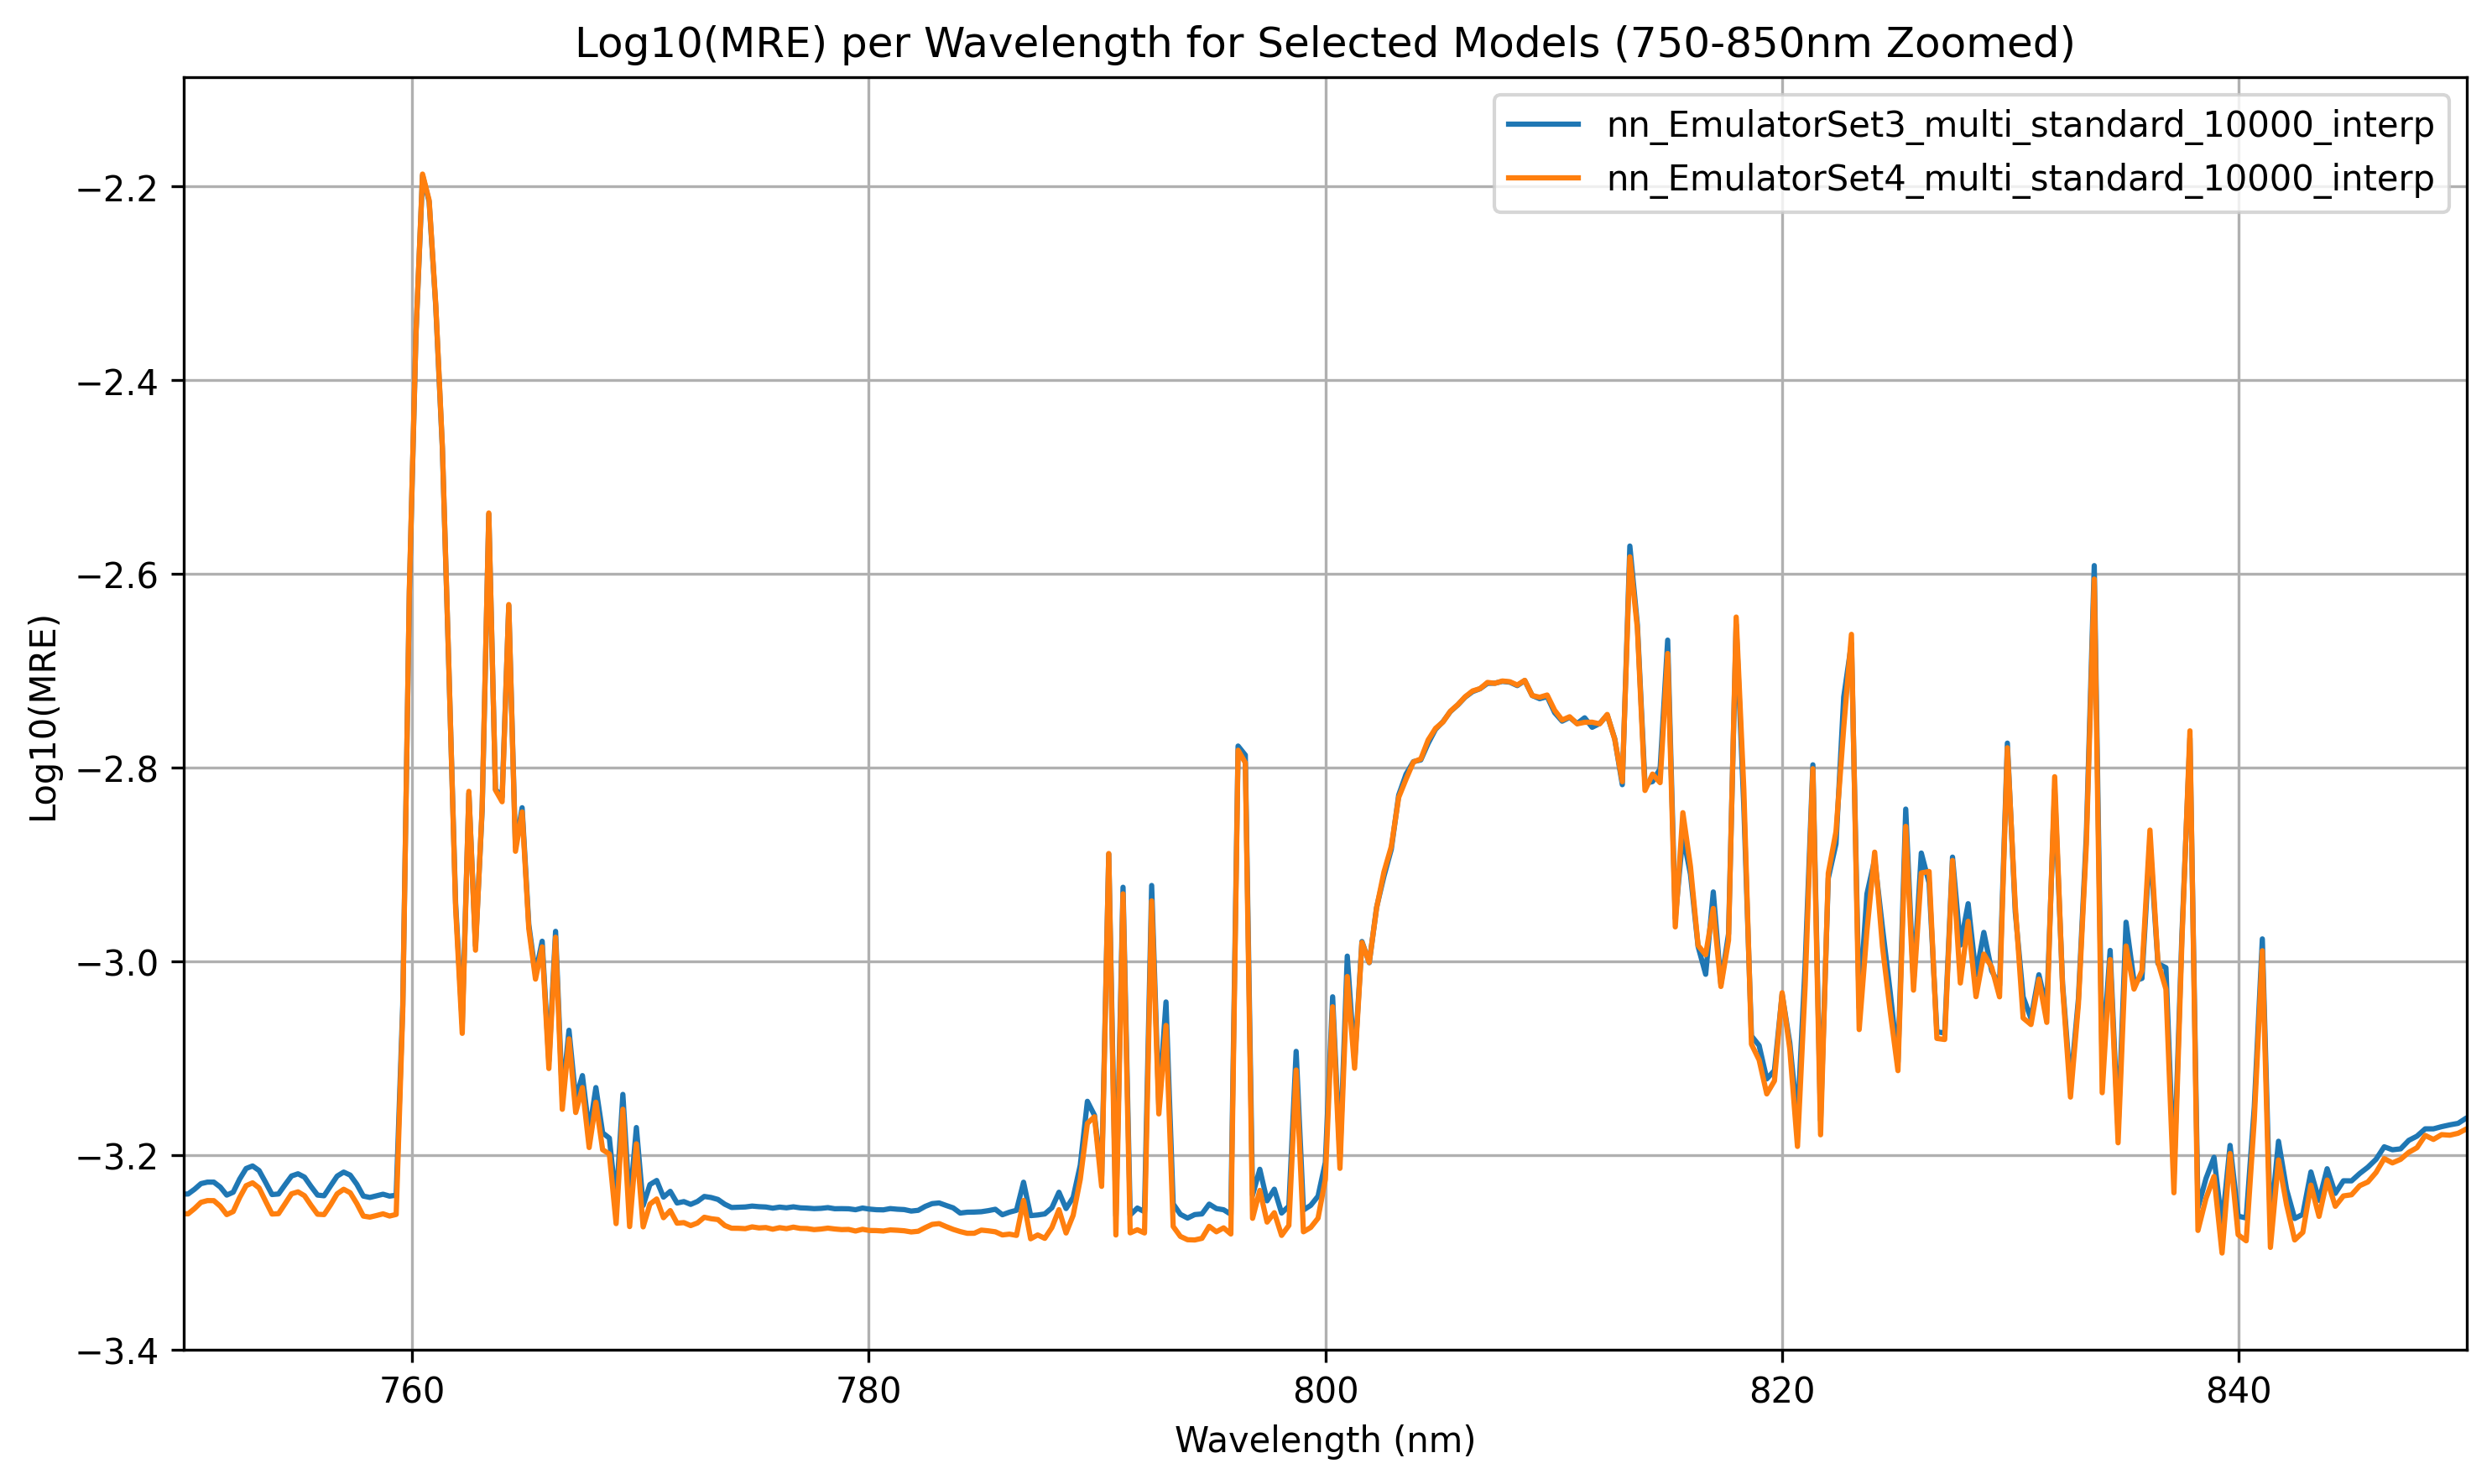 Log10(MRE) per Wavelength for Selected Models (750-850nm Zoomed)
nn_EmulatorSet3_multi_standard_10000_interp
nn_EmulatorSet4_multi_standard_10000_interp
Log10(MRE)
−2.2
−2.4
−2.6
−2.8
−3.0
−3.2
−3.4
760
780
800
820
840
Wavelength (nm)